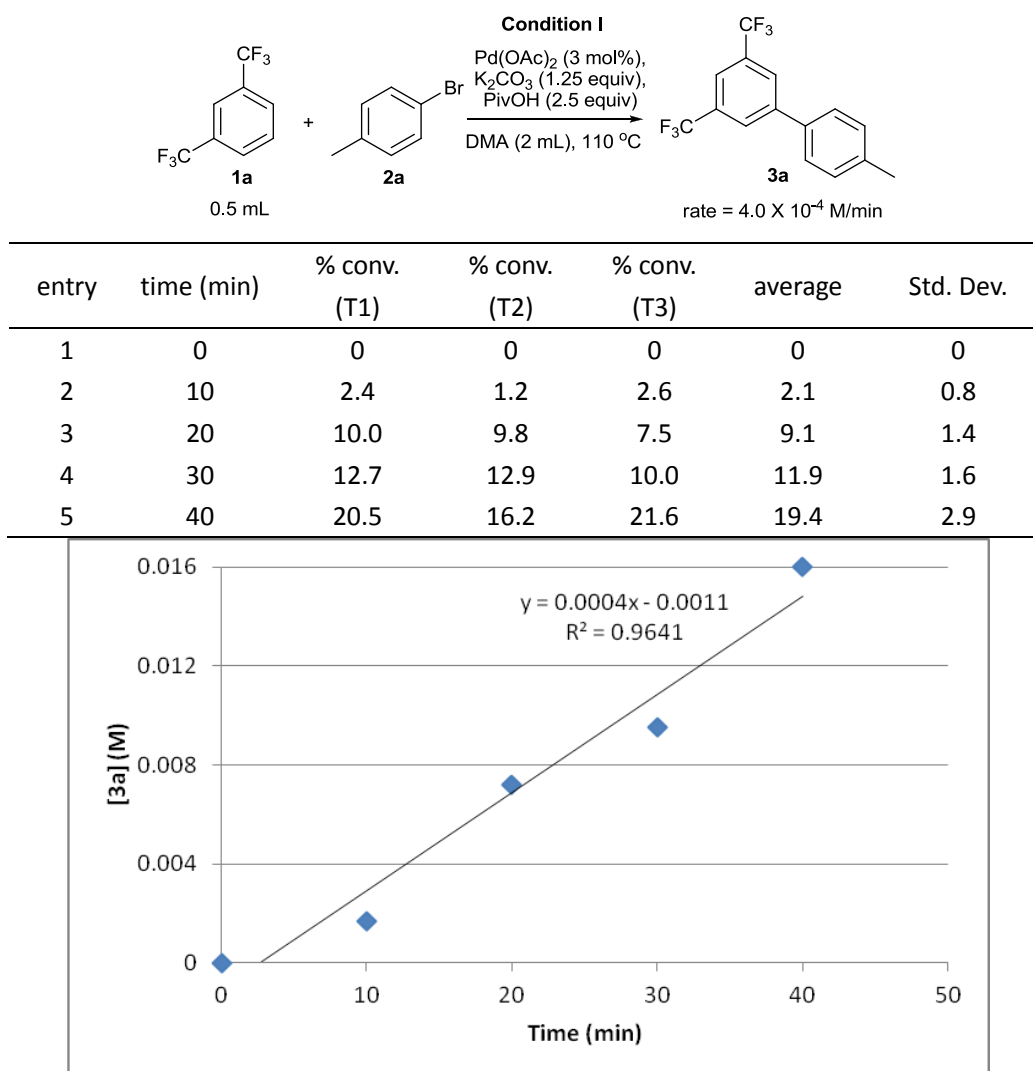 Condition I
Pd(OAc)2 (3 mol%),
K2CO3 (1.25 equiv),
PivOH (2.5 equiv)
DMA (2 mL), 110 °C
CF3
F3C
1a
0.5 mL
+
Br
2a
CF3
F3C
3a
rate = 4.0 X 10-4 M/min
entry time (min) % conv. (T1) % conv. (T2) % conv. (T3) average Std. Dev.
1 0 0 0 0 0 0
2 10 2.4 1.2 2.6 2.1 0.8
3 20 10.0 9.8 7.5 9.1 1.4
4 30 12.7 12.9 10.0 11.9 1.6
5 40 20.5 16.2 21.6 19.4 2.9
0.016
0.012
0.008
0.004
0
[3a] (M)
y = 0.0004x - 0.0011
R² = 0.9641
0 10 20 30 40 50
Time (min)